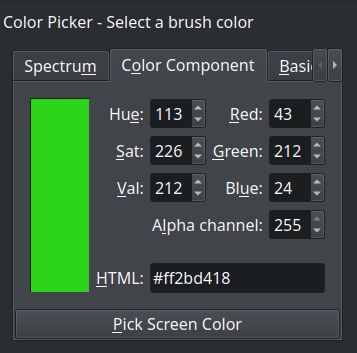 Color Picker - Select a brush color
Spectrum Color Component Basi
Hue: 113 Red: 43
Sat: 226 Green: 212
Val: 212 Blue: 24
Alpha channel: 255
HTML: #ff2bd418
Pick Screen Color